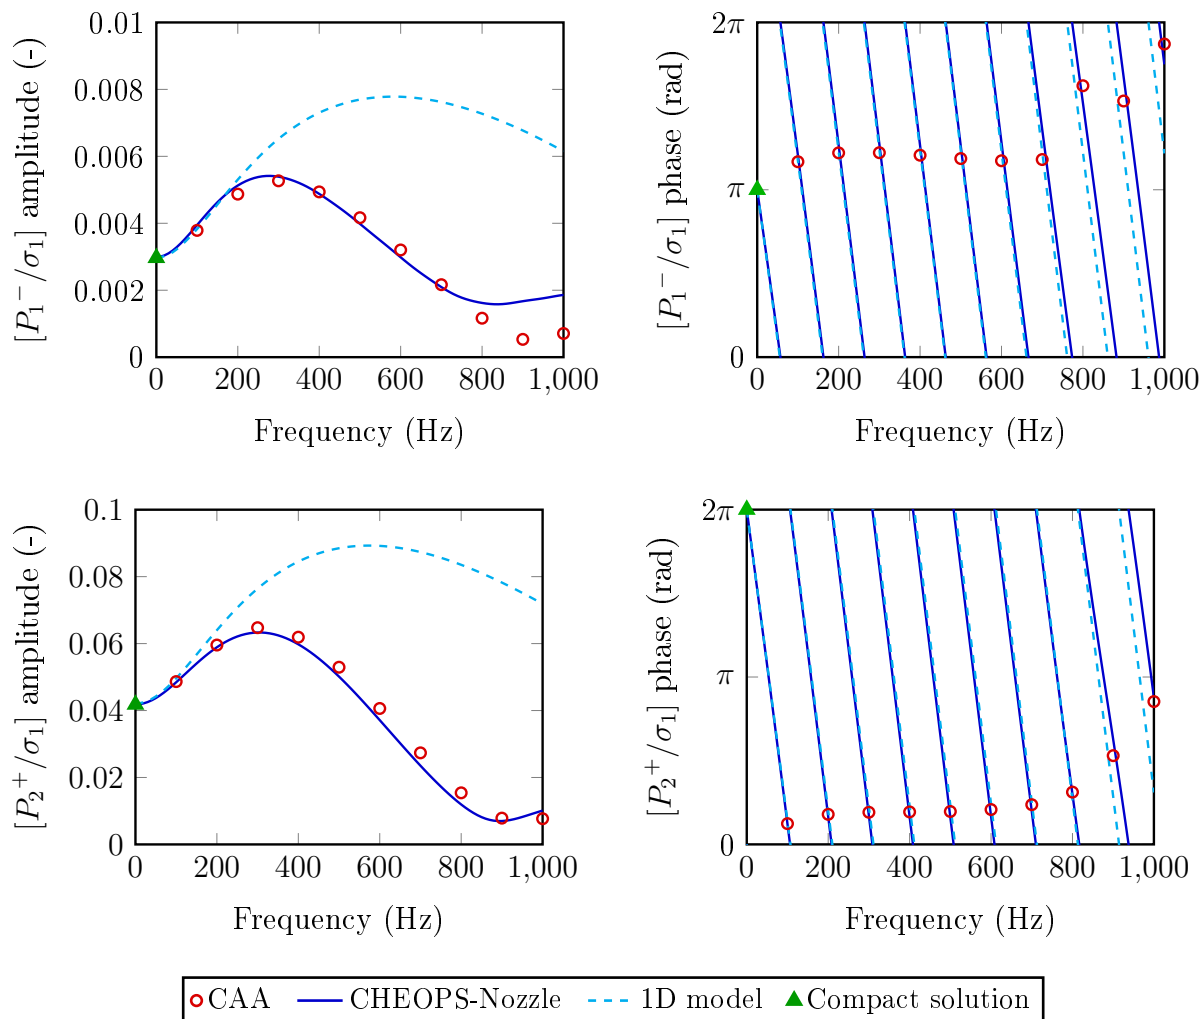 [P₁⁻/σ₁] amplitude (-)
0.01
0.008
0.006
0.004
0.002
0
0 200 400 600 800 1,000
Frequency (Hz)
[P₁⁻/σ₁] phase (rad)
2π
π
0
0 200 400 600 800 1,000
Frequency (Hz)
[P₂⁺/σ₁] amplitude (-)
0.1
0.08
0.06
0.04
0.02
0
0 200 400 600 800 1,000
Frequency (Hz)
[P₂⁺/σ₁] phase (rad)
2π
π
0
0 200 400 600 800 1,000
Frequency (Hz)
CAA CHEOPS-Nozzle 1D model Compact solution